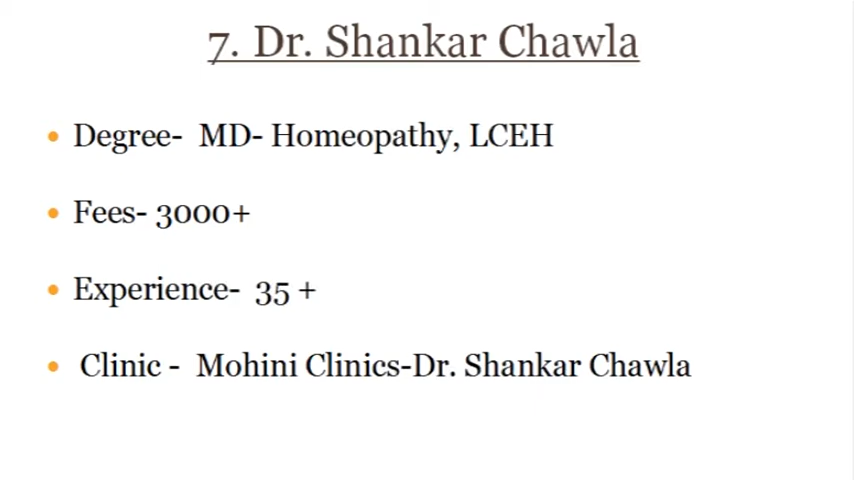 7. Dr. Shankar Chawla
• Degree- MD- Homeopathy, LCEH
• Fees- 3000+
• Experience- 35 +
• Clinic - Mohini Clinics-Dr. Shankar Chawla